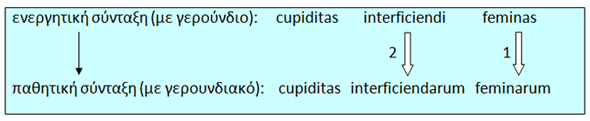 ενεργητική σύνταξη (με γερούνδιο): cupiditas interficiendi feminas
2 1
παθητική σύνταξη (με γερουνδιακό): cupiditas interficiendarum feminarum